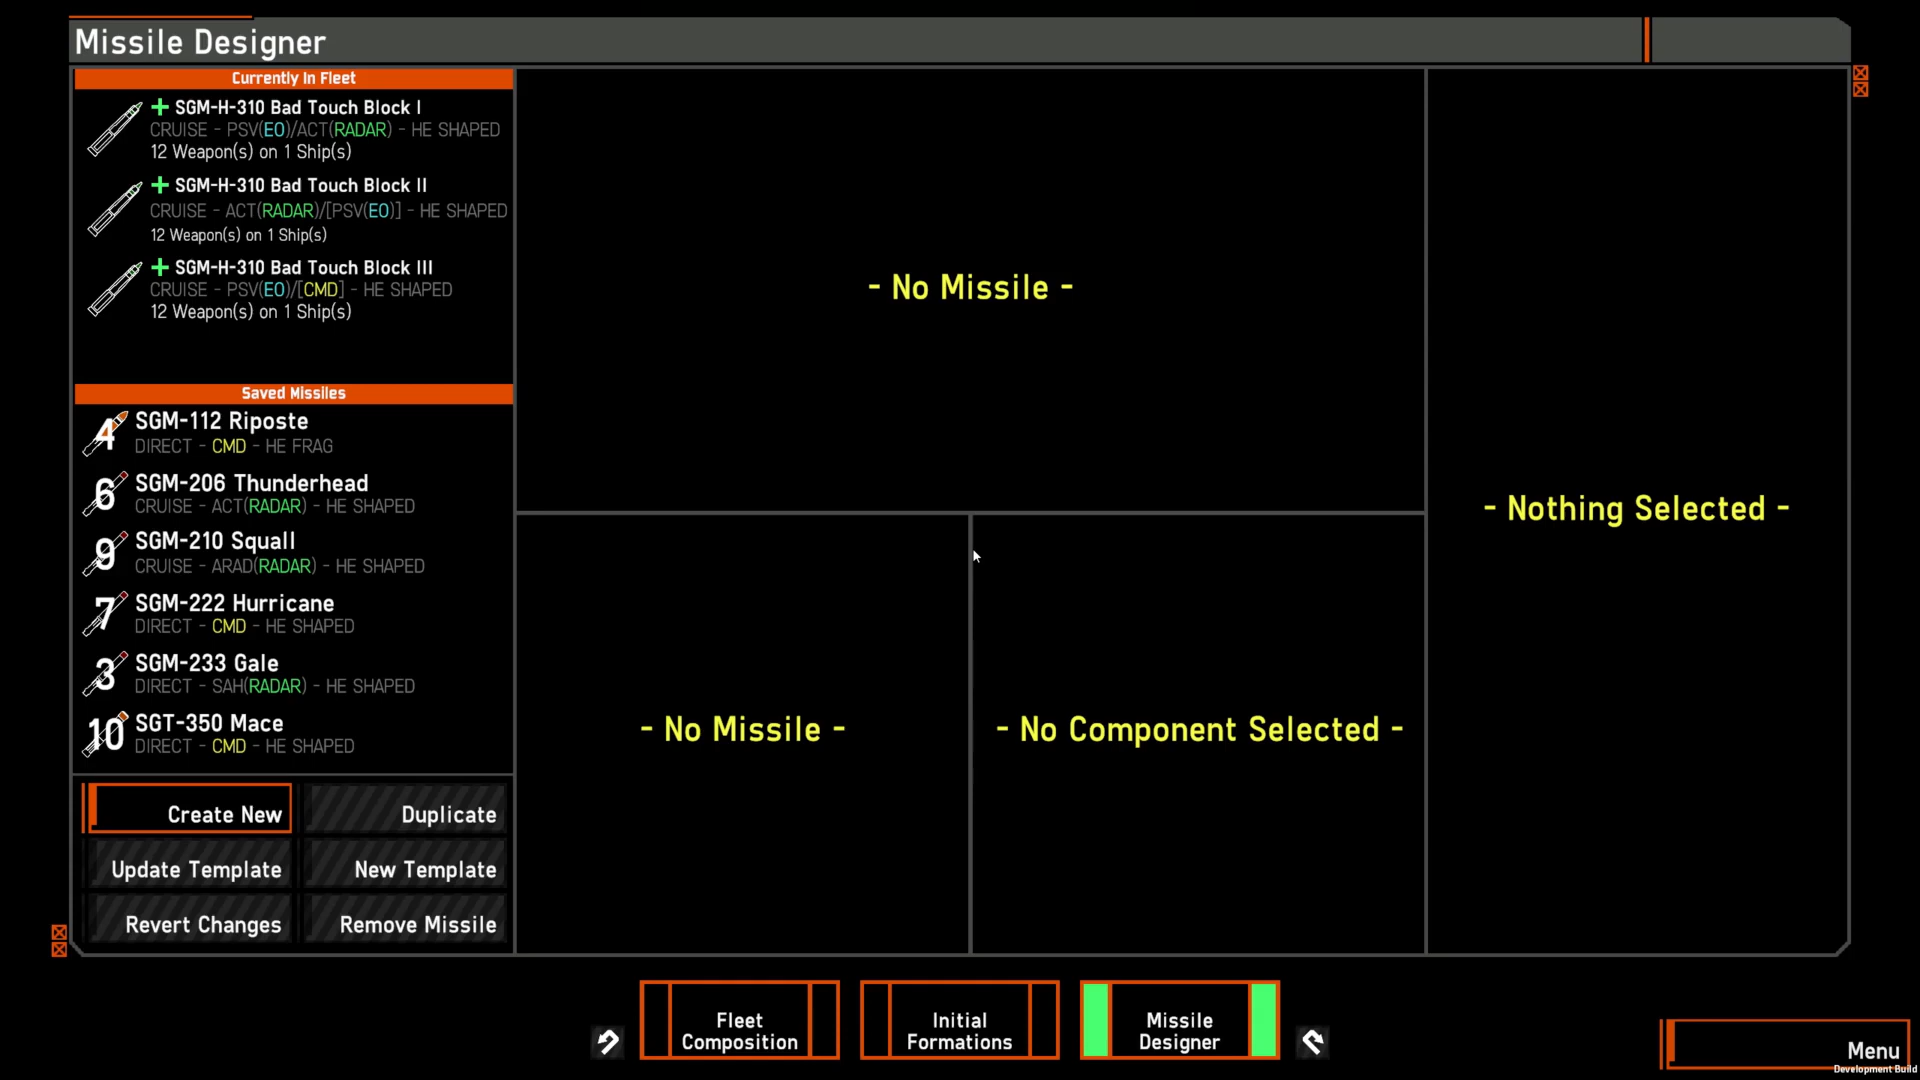 Missile Designer
Currently In Fleet
+ SGM-H-310 Bad Touch Block I
CRUISE - PSV(EO)/ACT(RADAR) - HE SHAPED
12 Weapon(s) on 1 Ship(s)
+ SGM-H-310 Bad Touch Block II
CRUISE - ACT(RADAR)/[PSV(EO)] - HE SHAPED
12 Weapon(s) on 1 Ship(s)
+ SGM-H-310 Bad Touch Block III
CRUISE - PSV(EO)/[CMD] - HE SHAPED
12 Weapon(s) on 1 Ship(s)
Saved Missiles
4 SGM-112 Riposte
DIRECT - CMD - HE FRAG
6 SGM-206 Thunderhead
CRUISE - ACT(RADAR) - HE SHAPED
9 SGM-210 Squall
CRUISE - ARAD(RADAR) - HE SHAPED
7 SGM-222 Hurricane
DIRECT - CMD - HE SHAPED
3 SGM-233 Gale
DIRECT - SAH(RADAR) - HE SHAPED
10 SGT-350 Mace
DIRECT - CMD - HE SHAPED
Create New
Duplicate
Update Template
New Template
Revert Changes
Remove Missile
- No Missile -
- No Missile -
- No Component Selected -
- Nothing Selected -
Fleet
Composition
Initial
Formations
Missile
Designer
Menu
Development Build